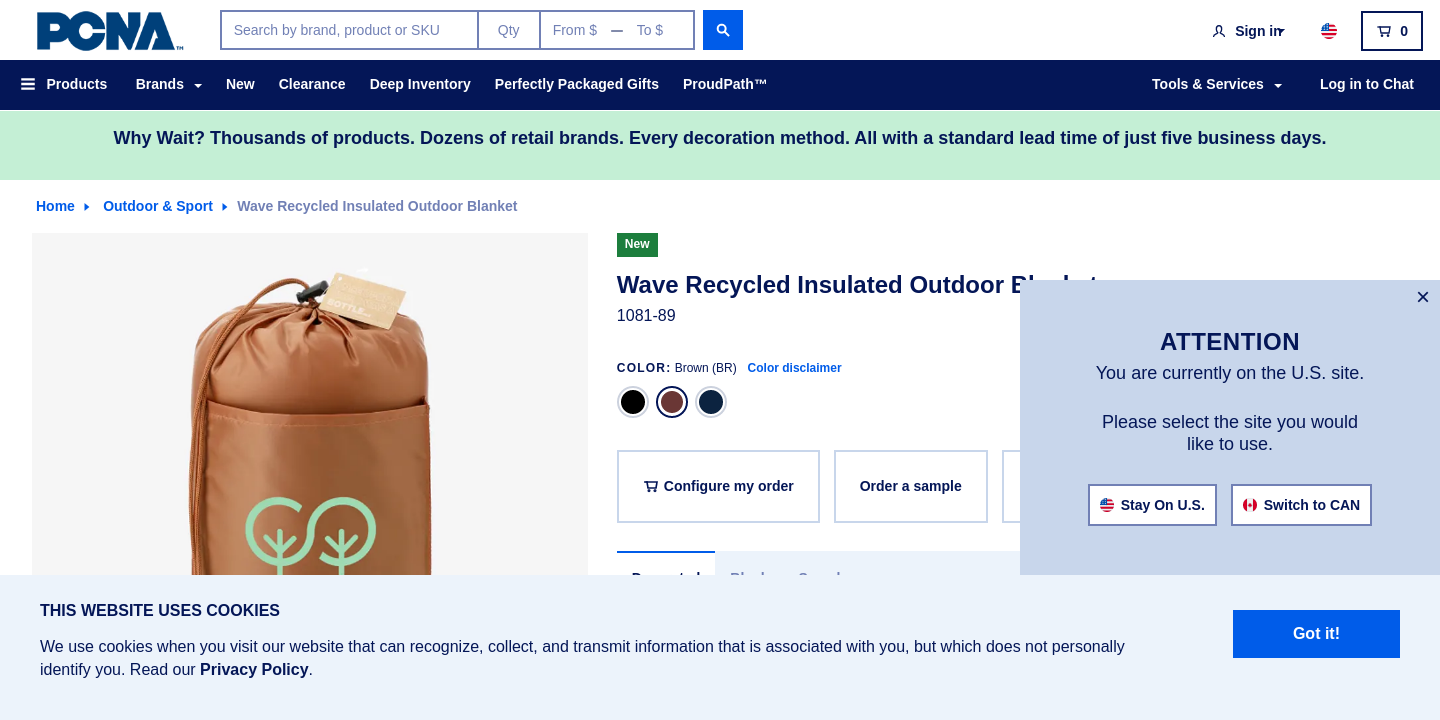 PCNA™
Search by brand, product or SKU
Qty
From $ — To $
Sign in
0
Products
Brands
New
Clearance
Deep Inventory
Perfectly Packaged Gifts
ProudPath™
Tools & Services
Log in to Chat
Why Wait? Thousands of products. Dozens of retail brands. Every decoration method. All with a standard lead time of just five business days.
Home
Outdoor & Sport
Wave Recycled Insulated Outdoor Blanket
New
Wave Recycled Insulated Outdoor Blanket
1081-89
COLOR: Brown (BR) Color disclaimer
Configure my order
Order a sample
BOTTLE
×
ATTENTION
You are currently on the U.S. site.
Please select the site you would
like to use.
Stay On U.S.
Switch to CAN
THIS WEBSITE USES COOKIES
We use cookies when you visit our website that can recognize, collect, and transmit information that is associated with you, but which does not personally
identify you. Read our Privacy Policy.
Got it!